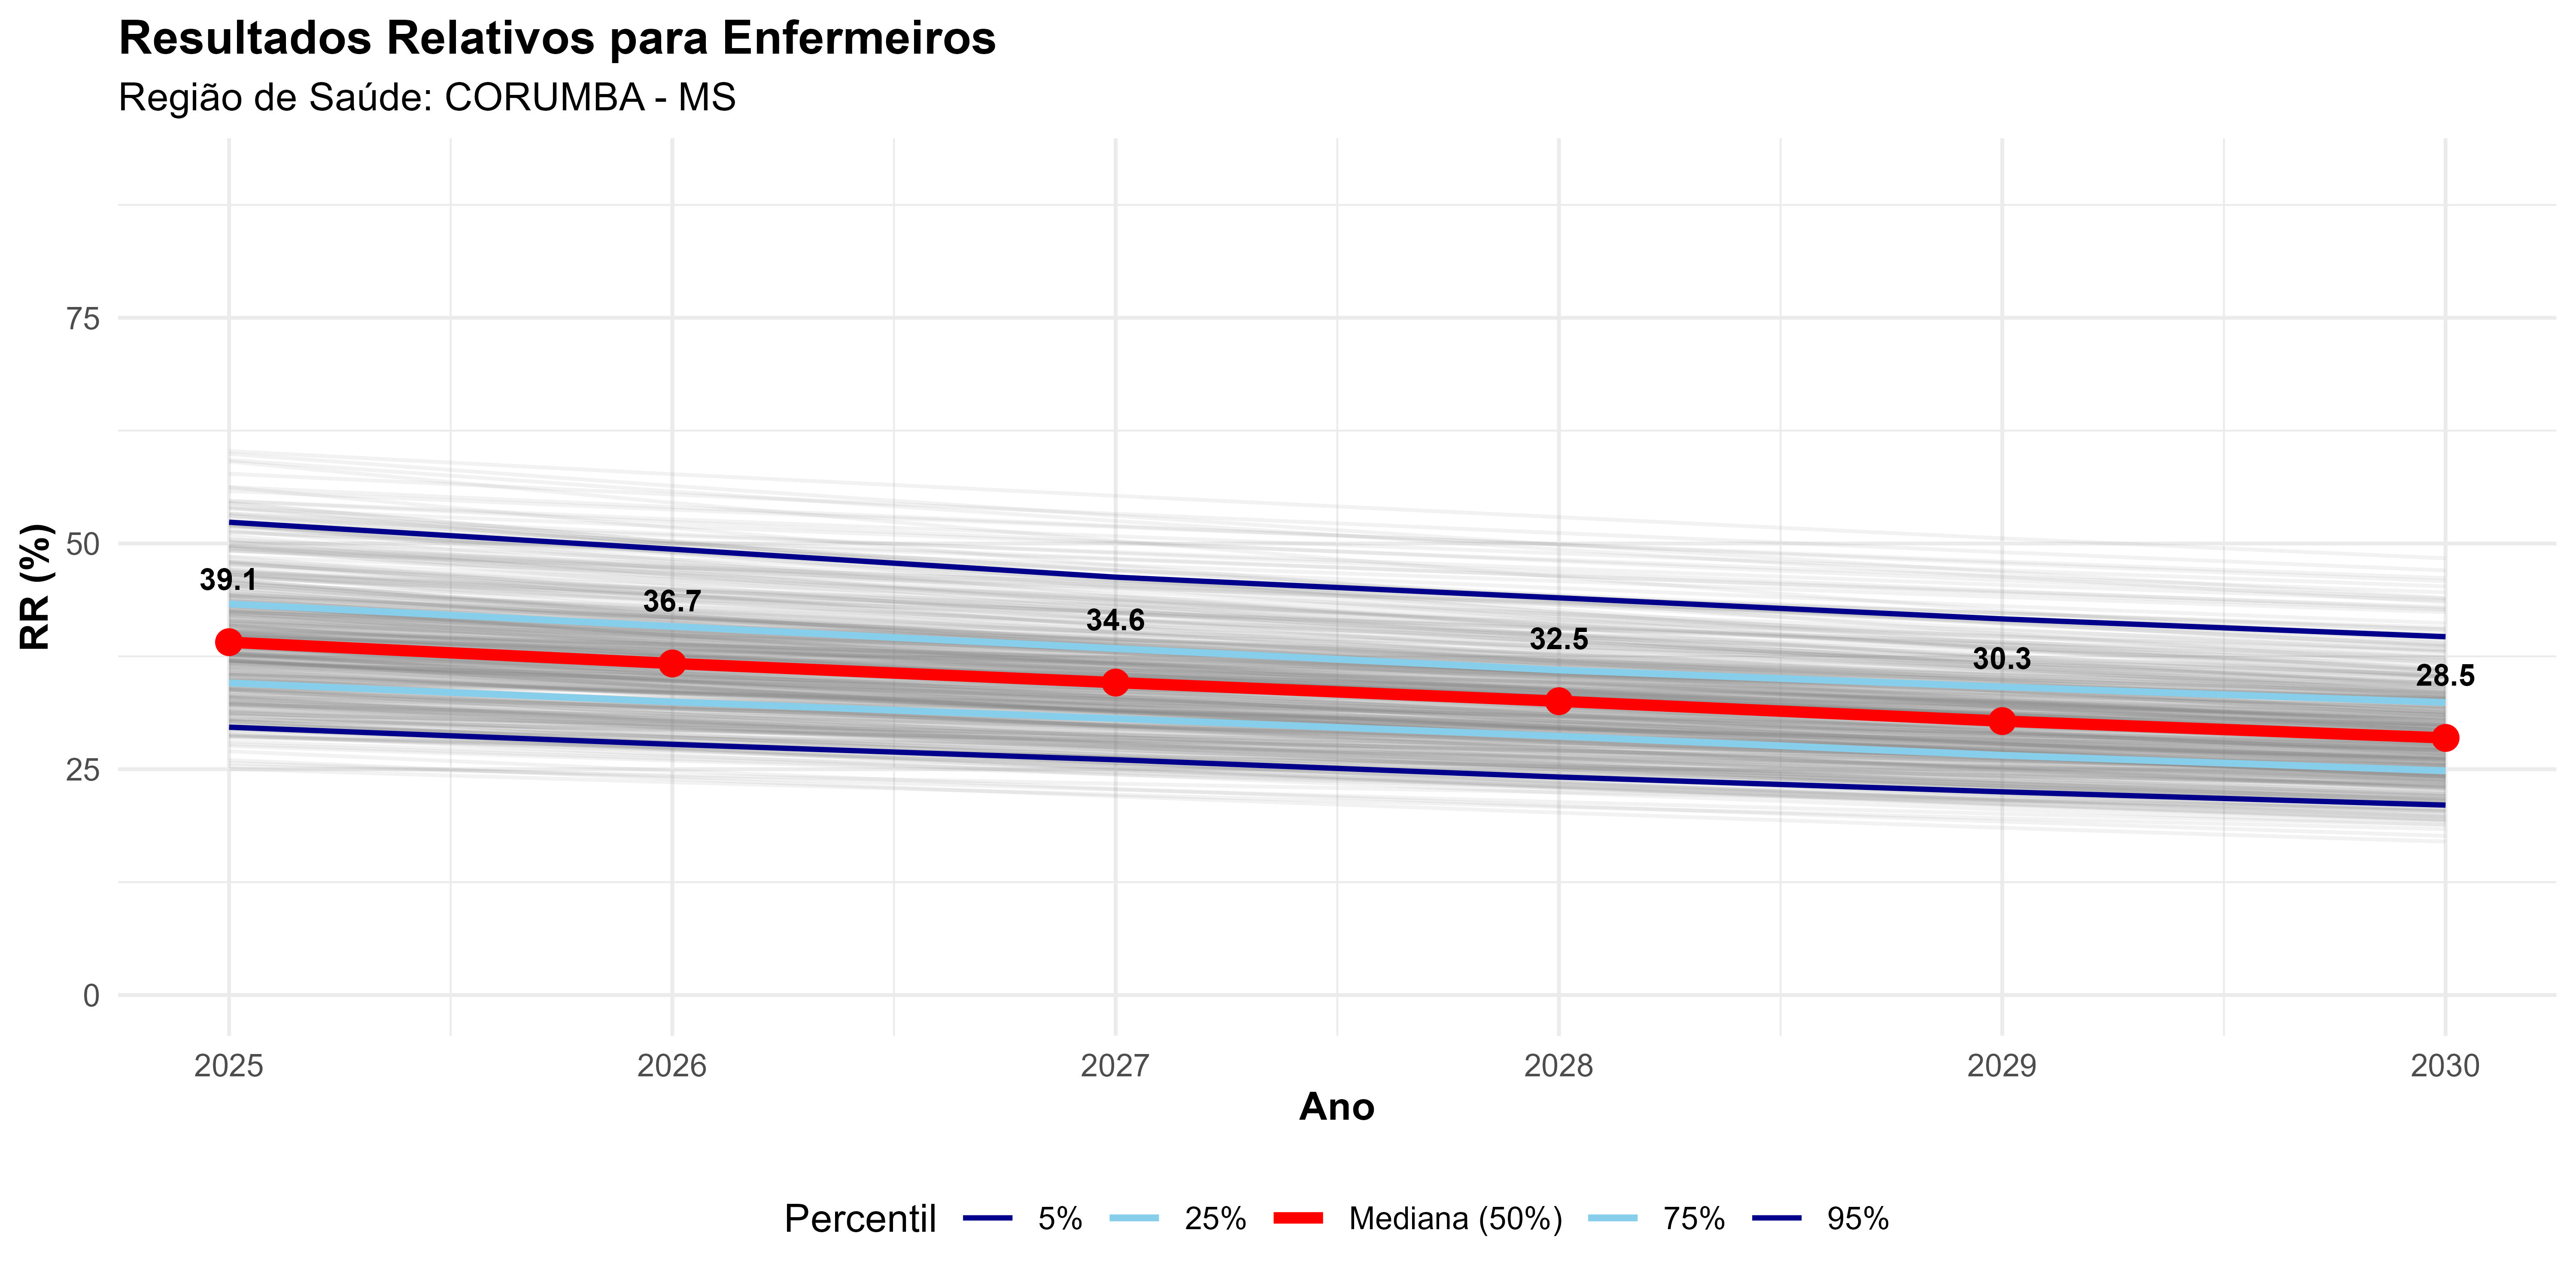 Resultados Relativos para Enfermeiros
Região de Saúde: CORUMBA - MS
RR (%)
75
50
25
0
39.1
36.7
34.6
32.5
30.3
28.5
2025 2026 2027 2028 2029 2030
Ano
Percentil 5% 25% Mediana (50%) 75% 95%